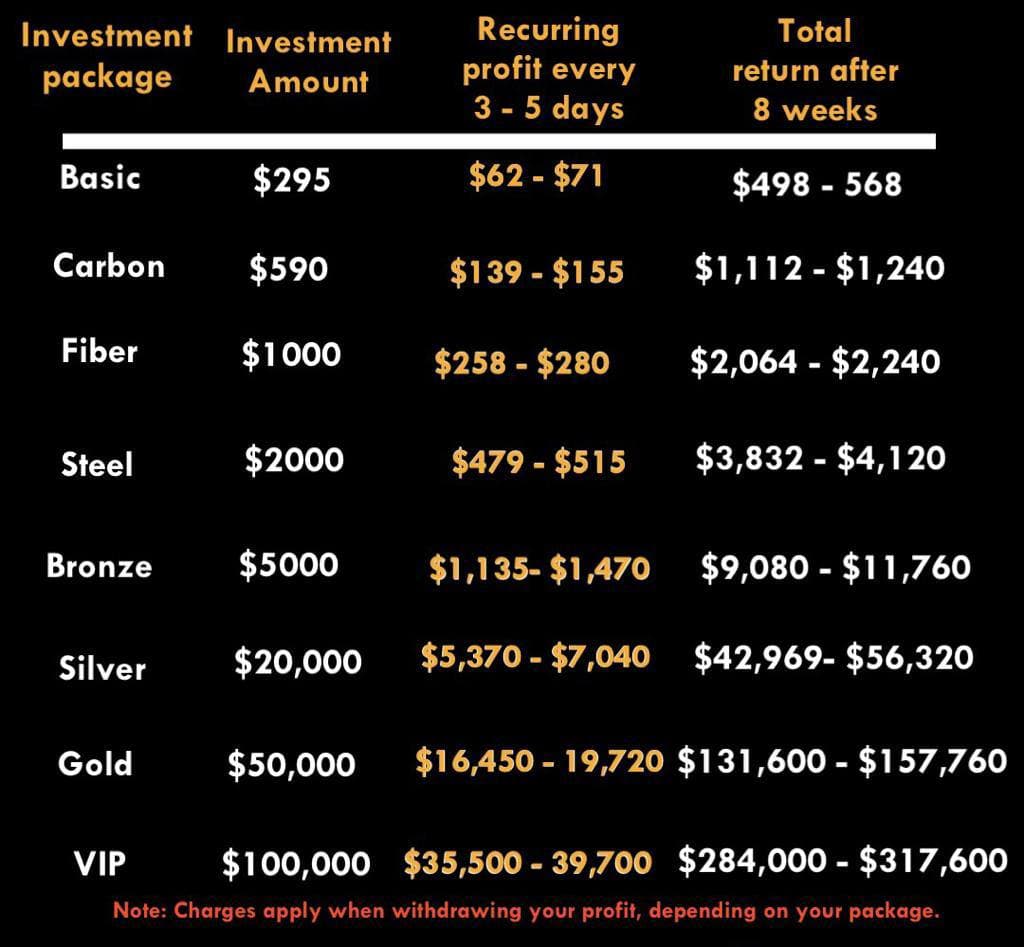 Investment package
Investment Amount
Recurring profit every 3 - 5 days
Total return after 8 weeks
Basic $295 $62 - $71 $498 - 568
Carbon $590 $139 - $155 $1,112 - $1,240
Fiber $1000 $258 - $280 $2,064 - $2,240
Steel $2000 $479 - $515 $3,832 - $4,120
Bronze $5000 $1,135- $1,470 $9,080 - $11,760
Silver $20,000 $5,370 - $7,040 $42,969- $56,320
Gold $50,000 $16,450 - 19,720 $131,600 - $157,760
VIP $100,000 $35,500 - 39,700 $284,000 - $317,600
Note: Charges apply when withdrawing your profit, depending on your package.